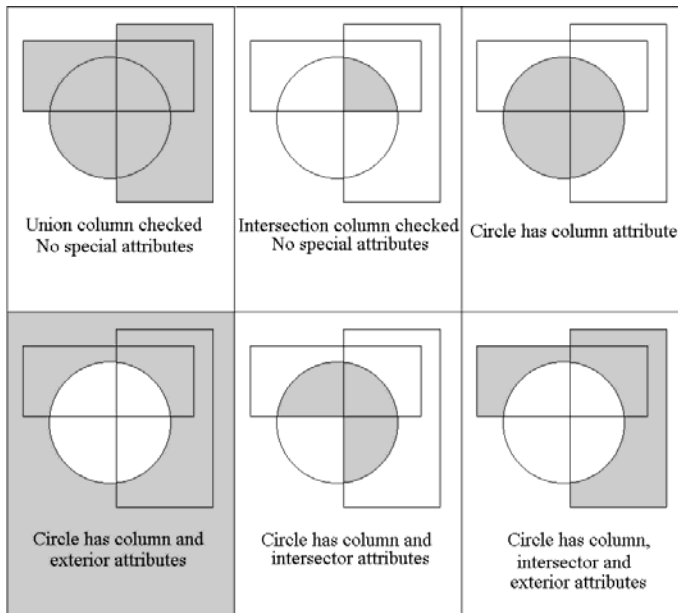 Union column checked
No special attributes
Intersection column checked
No special attributes
Circle has column attribute
Circle has column and
exterior attributes
Circle has column and
intersector attributes
Circle has column,
intersector and
exterior attributes